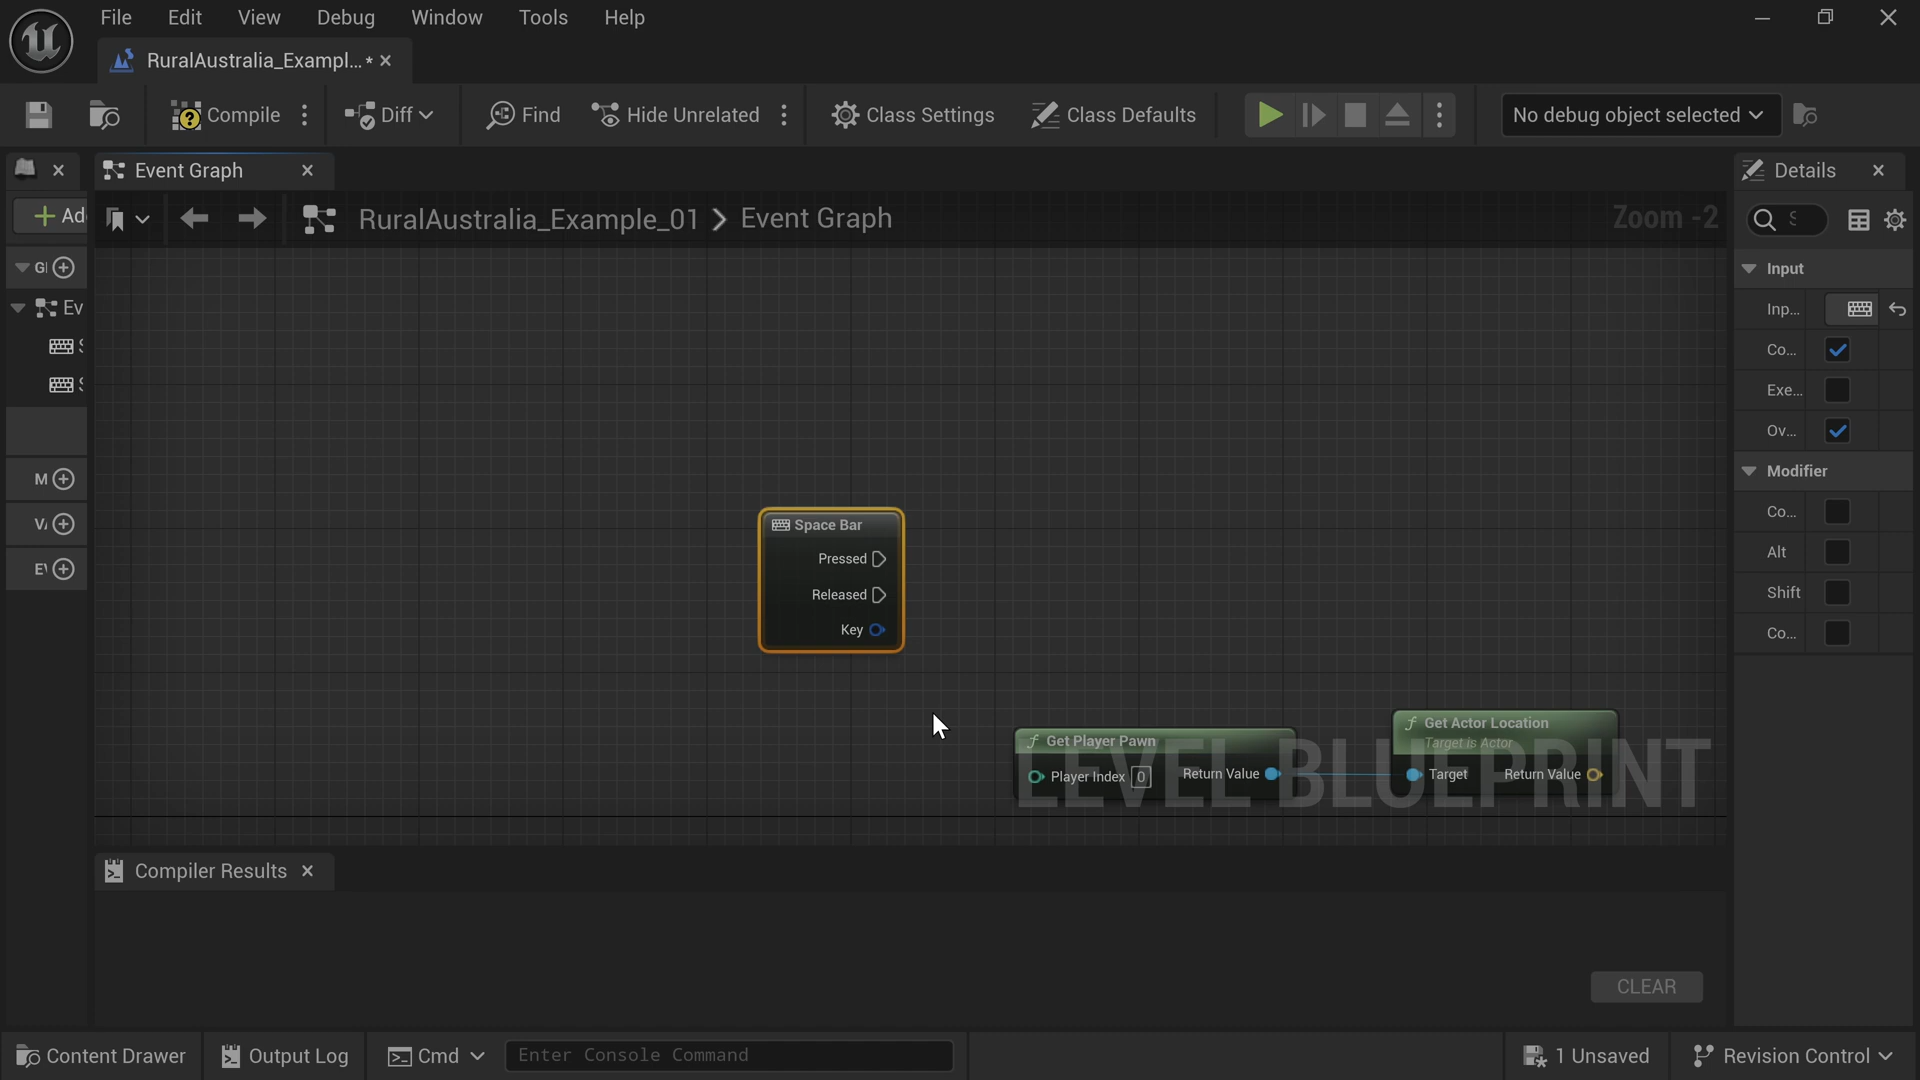 File Edit View Debug Window Tools Help
RuralAustralia_Exampl...* 
Compile Diff Find Hide Unrelated Class Settings Class Defaults No debug object selected
Event Graph
Details
Add
RuralAustralia_Example_01 > Event Graph
Zoom -2
Input
Inp...
Ev
Co...
Exe...
Ov...
Modifier
M
Co...
Space Bar
Alt
Pressed
Shift
Released
Co...
Key
Get Player Pawn
Player Index 0 Return Value
Get Actor Location
Target is Actor
Target Return Value
LEVEL BLUEPRINT
Compiler Results
CLEAR
Content Drawer Output Log Cmd Enter Console Command 1 Unsaved Revision Control